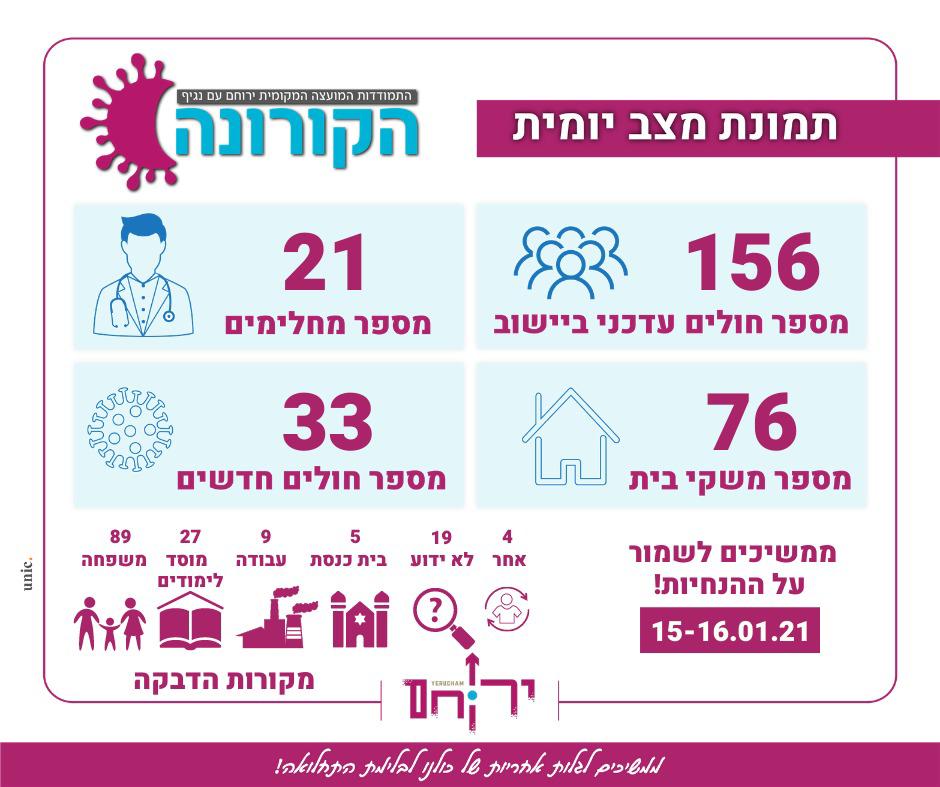 התמודדות המועצה המקומית ירוחם עם נגיף
הקורונה
תמונת מצב יומית
156
מספר חולים עדכני ביישוב
21
מספר מחלימים
76
מספר משקי בית
33
מספר חולים חדשים
ממשיכים לשמור
על ההנחיות!
15-16.01.21
4
אחר
19
לא ידוע
5
בית כנסת
9
עבודה
27
מוסד
לימודים
89
משפחה
?
מקורות הדבקה
YERUCHAM
ירוחם
unic.
ממשיכים לגלות אחריות של כולנו לבלימת התחלואה!